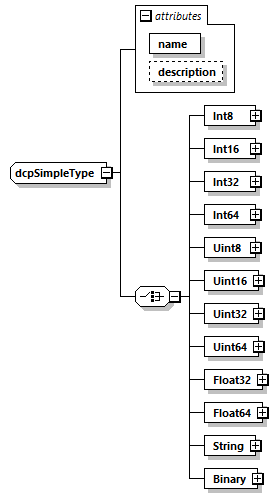 attributes
name
description
dcpSimpleType
Int8
Int16
Int32
Int64
Uint8
Uint16
Uint32
Uint64
Float32
Float64
String
Binary